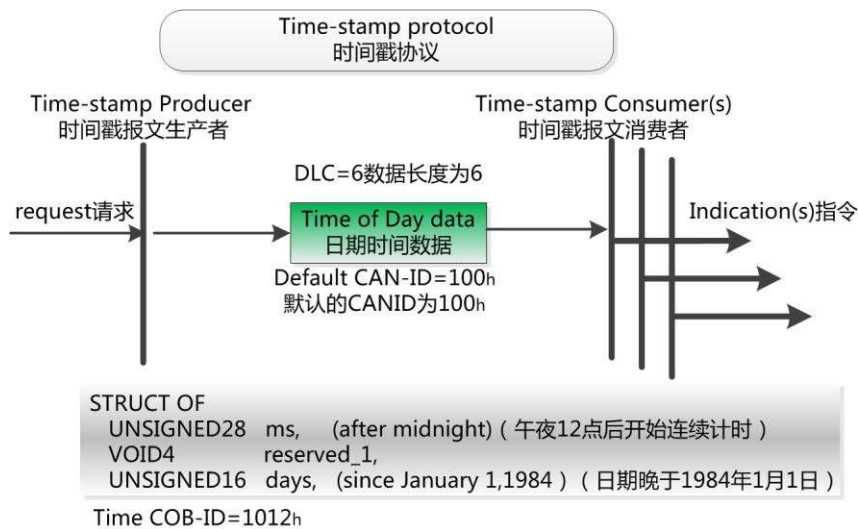 Time-stamp protocol
时间戳协议
Time-stamp Producer
时间戳报文生产者
Time-stamp Consumer(s)
时间戳报文消费者
DLC=6数据长度为6
request请求
Time of Day data
日期时间数据
Indication(s)指令
Default CAN-ID=100h
默认的CANID为100h
STRUCT OF
UNSIGNED28 ms, (after midnight)（午夜12点后开始连续计时）
VOID4 reserved_1,
UNSIGNED16 days, (since January 1,1984 )（日期晚于1984年1月1日）
Time COB-ID=1012h